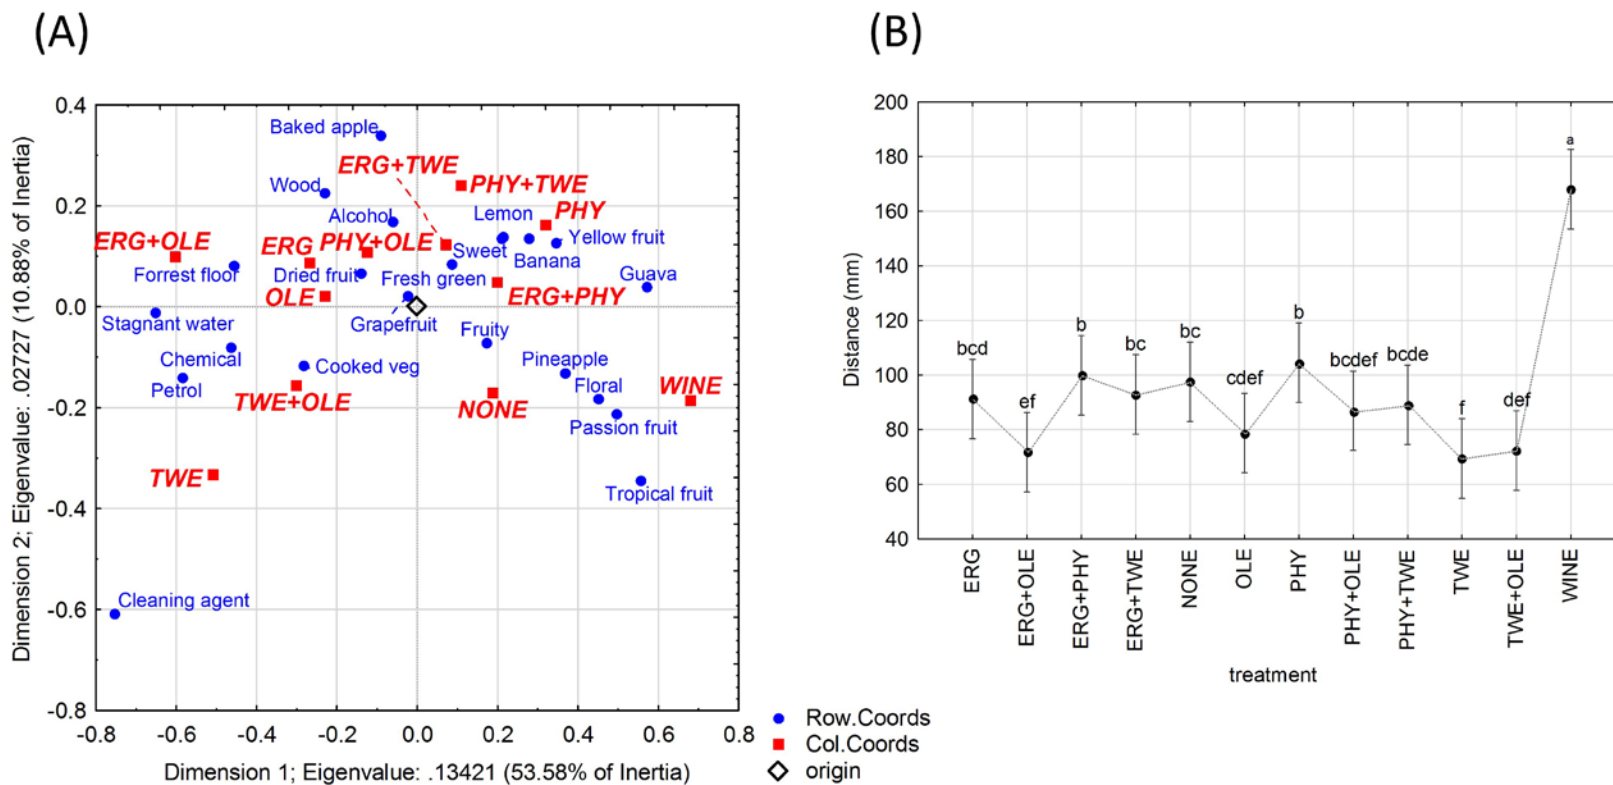 (A)
(B)
Dimension 2; Eigenvalue: .02727 (10.88% of Inertia)
0.4
0.2
0.0
-0.2
-0.4
-0.6
-0.8
Baked apple
ERG+TWE
Wood
PHY+TWE
Alcohol
Lemon
PHY
ERG+OLE
ERG
PHY+OLE
Sweet
Yellow fruit
Forrest floor
Dried fruit
Fresh green
Banana
Guava
OLE
ERG+PHY
Stagnant water
Grapefruit
Fruity
Chemical
Cooked veg
Pineapple
Petrol
Floral
WINE
TWE+OLE
NONE
Passion fruit
TWE
Tropical fruit
Cleaning agent
-0.8 -0.6 -0.4 -0.2 0.0 0.2 0.4 0.6 0.8
Dimension 1; Eigenvalue: .13421 (53.58% of Inertia)
Row.Coords
Col.Coords
origin
Distance (mm)
200
180
160
140
120
100
80
60
40
bcd
ef
b
bc
bc
cdef
b
bcdef
bcde
f
def
a
ERG
ERG+OLE
ERG+PHY
ERG+TWE
NONE
OLE
PHY
PHY+OLE
PHY+TWE
TWE
TWE+OLE
WINE
treatment